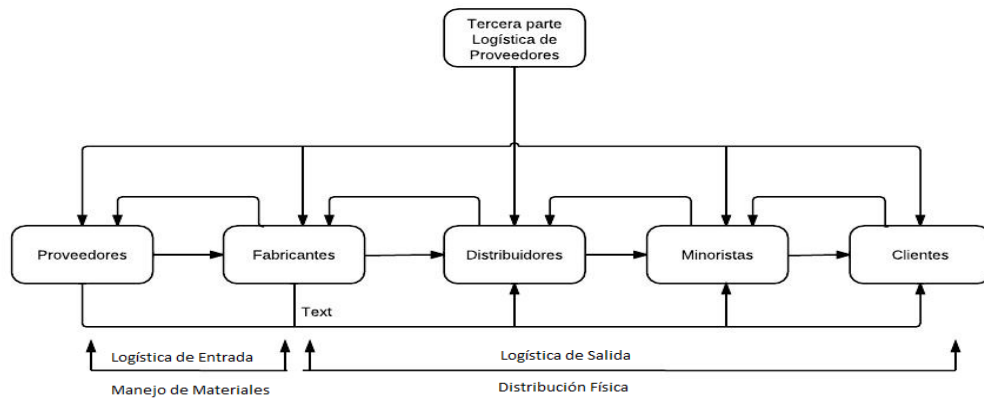 Tercera parte
Logística de
Proveedores
Proveedores
Fabricantes
Distribuidores
Minoristas
Clientes
Text
Logística de Entrada
Logística de Salida
Manejo de Materiales
Distribución Física